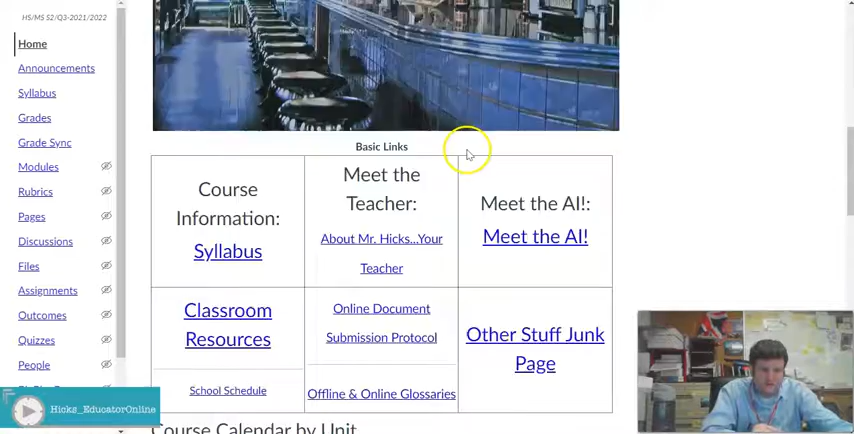 HS/MS S2/Q3-2021/2022
Home
Announcements
Syllabus
Grades
Grade Sync
Modules
Rubrics
Pages
Discussions
Files
Assignments
Outcomes
Quizzes
People
Hicks_EducatorOnline
Basic Links
Course
Information:
Syllabus
Meet the
Teacher:
About Mr. Hicks...Your
Teacher
Meet the AI!:
Meet the AI!
Classroom
Resources
School Schedule
Online Document
Submission Protocol
Offline & Online Glossaries
Other Stuff Junk
Page
Course Calendar by Unit